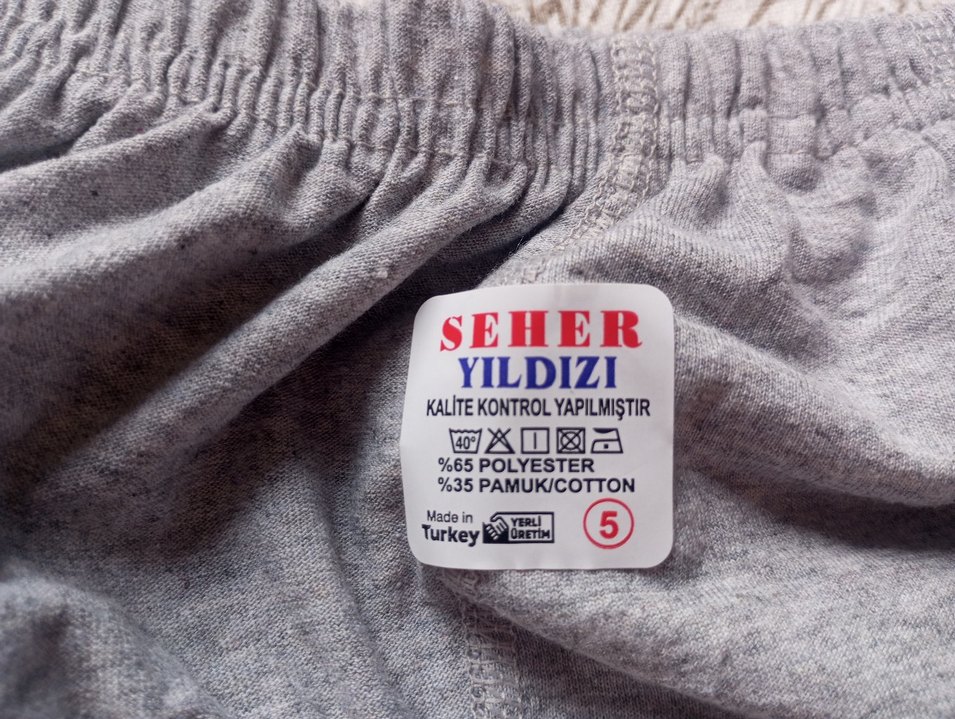 SEHER
YILDIZI
KALİTE KONTROL YAPILMIŞTIR
40°
%65 POLYESTER
%35 PAMUK/COTTON
Made in
Turkey
YERLİ
ÜRETİM
5